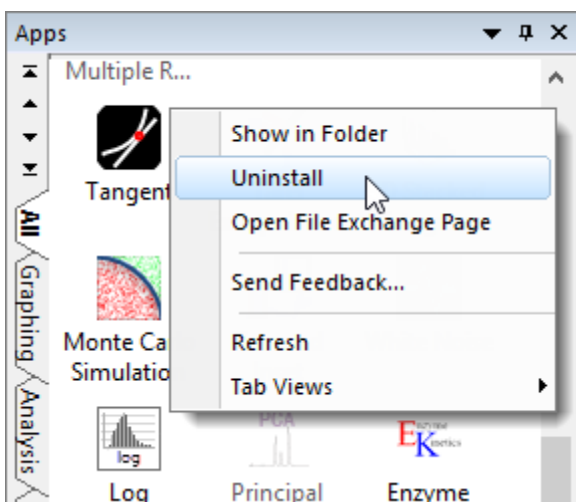 Apps
Multiple R...
Tangent
Show in Folder
Uninstall
Open File Exchange Page
Send Feedback...
Refresh
Tab Views
All
Graphing
Analysis
Monte Ca
Simulatio
log
Log
PCA
Principal
Enzyme
Kinetics
Enzyme